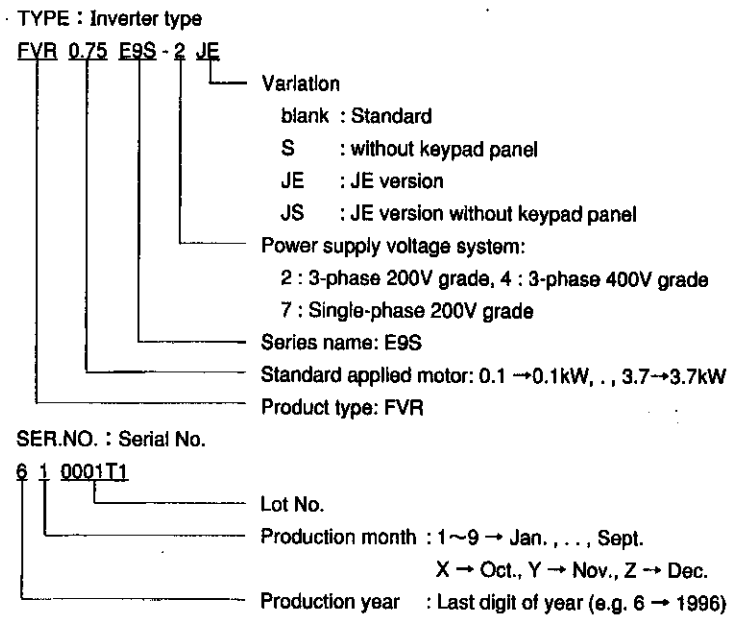 TYPE : Inverter type
FVR 0.75 E9S - 2 JE
Variation
blank : Standard
S : without keypad panel
JE : JE version
JS : JE version without keypad panel
Power supply voltage system:
2 : 3-phase 200V grade, 4 : 3-phase 400V grade
7 : Single-phase 200V grade
Series name: E9S
Standard applied motor: 0.1 → 0.1kW, . , 3.7→3.7kW
Product type: FVR
SER.NO. : Serial No.
6 1 0001T1
Lot No.
Production month : 1~9 → Jan. , . . , Sept.
X → Oct., Y → Nov., Z → Dec.
Production year : Last digit of year (e.g. 6 → 1996)